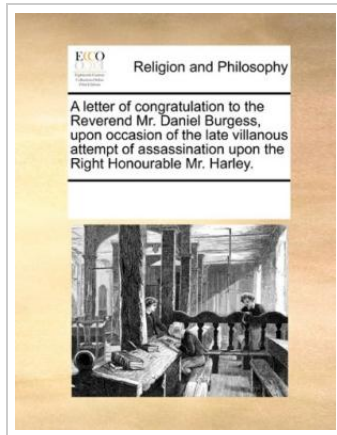 ECCO
Religion and Philosophy
A letter of congratulation to the
Reverend Mr. Daniel Burgess,
upon occasion of the late villanous
attempt of assassination upon the
Right Honourable Mr. Harley.